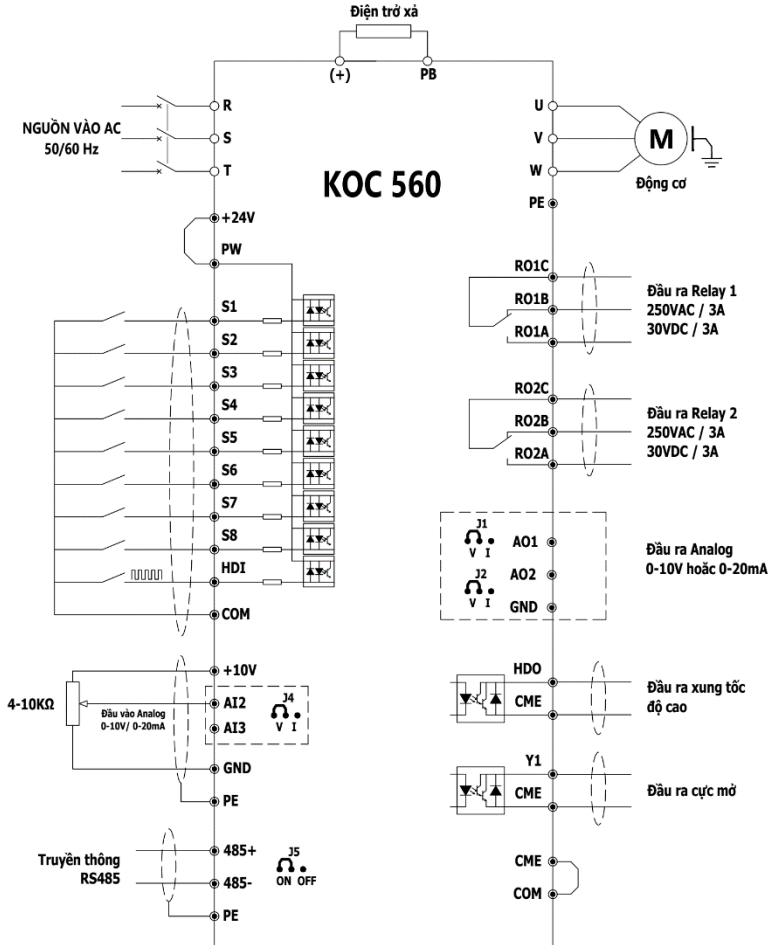 Điện trở xả
(+)
PB
NGUỒN VÀO AC
50/60 Hz
R
S
T
KOC 560
U
V
W
M
Động cơ
PE
+24V
PW
S1
S2
S3
S4
S5
S6
S7
S8
HDI
COM
RO1C
RO1B
RO1A
Đầu ra Relay 1
250VAC / 3A
30VDC / 3A
RO2C
RO2B
RO2A
Đầu ra Relay 2
250VAC / 3A
30VDC / 3A
J1
V I
AO1
J2
V I
AO2
GND
Đầu ra Analog
0-10V hoặc 0-20mA
+10V
4-10KΩ
Đầu vào Analog
0-10V/ 0-20mA
AI2
AI3
J4
V I
GND
PE
HDO
CME
Đầu ra xung tốc
độ cao
Y1
CME
Đầu ra cực mở
Truyền thông
RS485
485+
485-
J5
ON OFF
PE
CME
COM